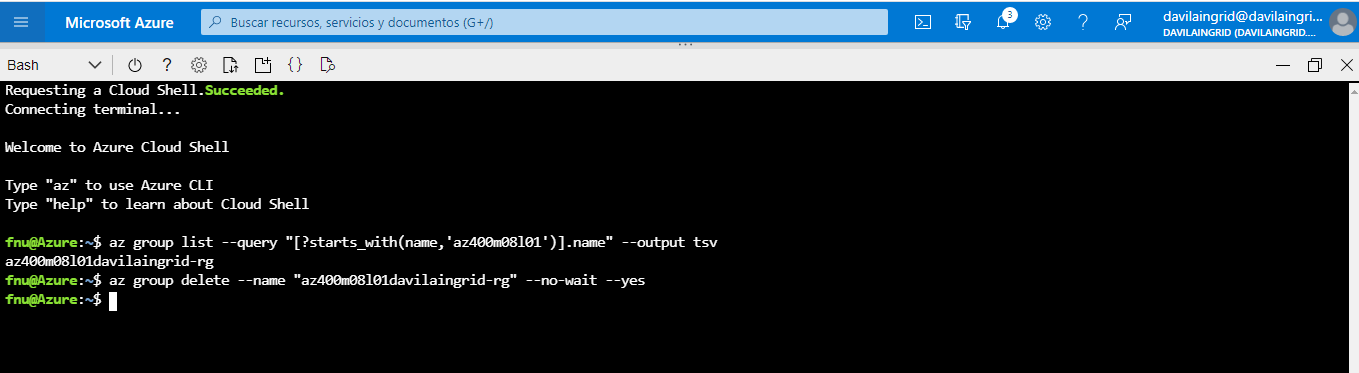 Microsoft Azure
Buscar recursos, servicios y documentos (G+/)
3
davilaingrid@davilaingri...
DAVILAINGRID (DAVILAINGRID....
Bash
Requesting a Cloud Shell.Succeeded.
Connecting terminal...
Welcome to Azure Cloud Shell
Type "az" to use Azure CLI
Type "help" to learn about Cloud Shell
fnu@Azure:~$ az group list --query "[?starts_with(name,'az400m08l01')].name" --output tsv
az400m08l01davilaingrid-rg
fnu@Azure:~$ az group delete --name "az400m08l01davilaingrid-rg" --no-wait --yes
fnu@Azure:~$